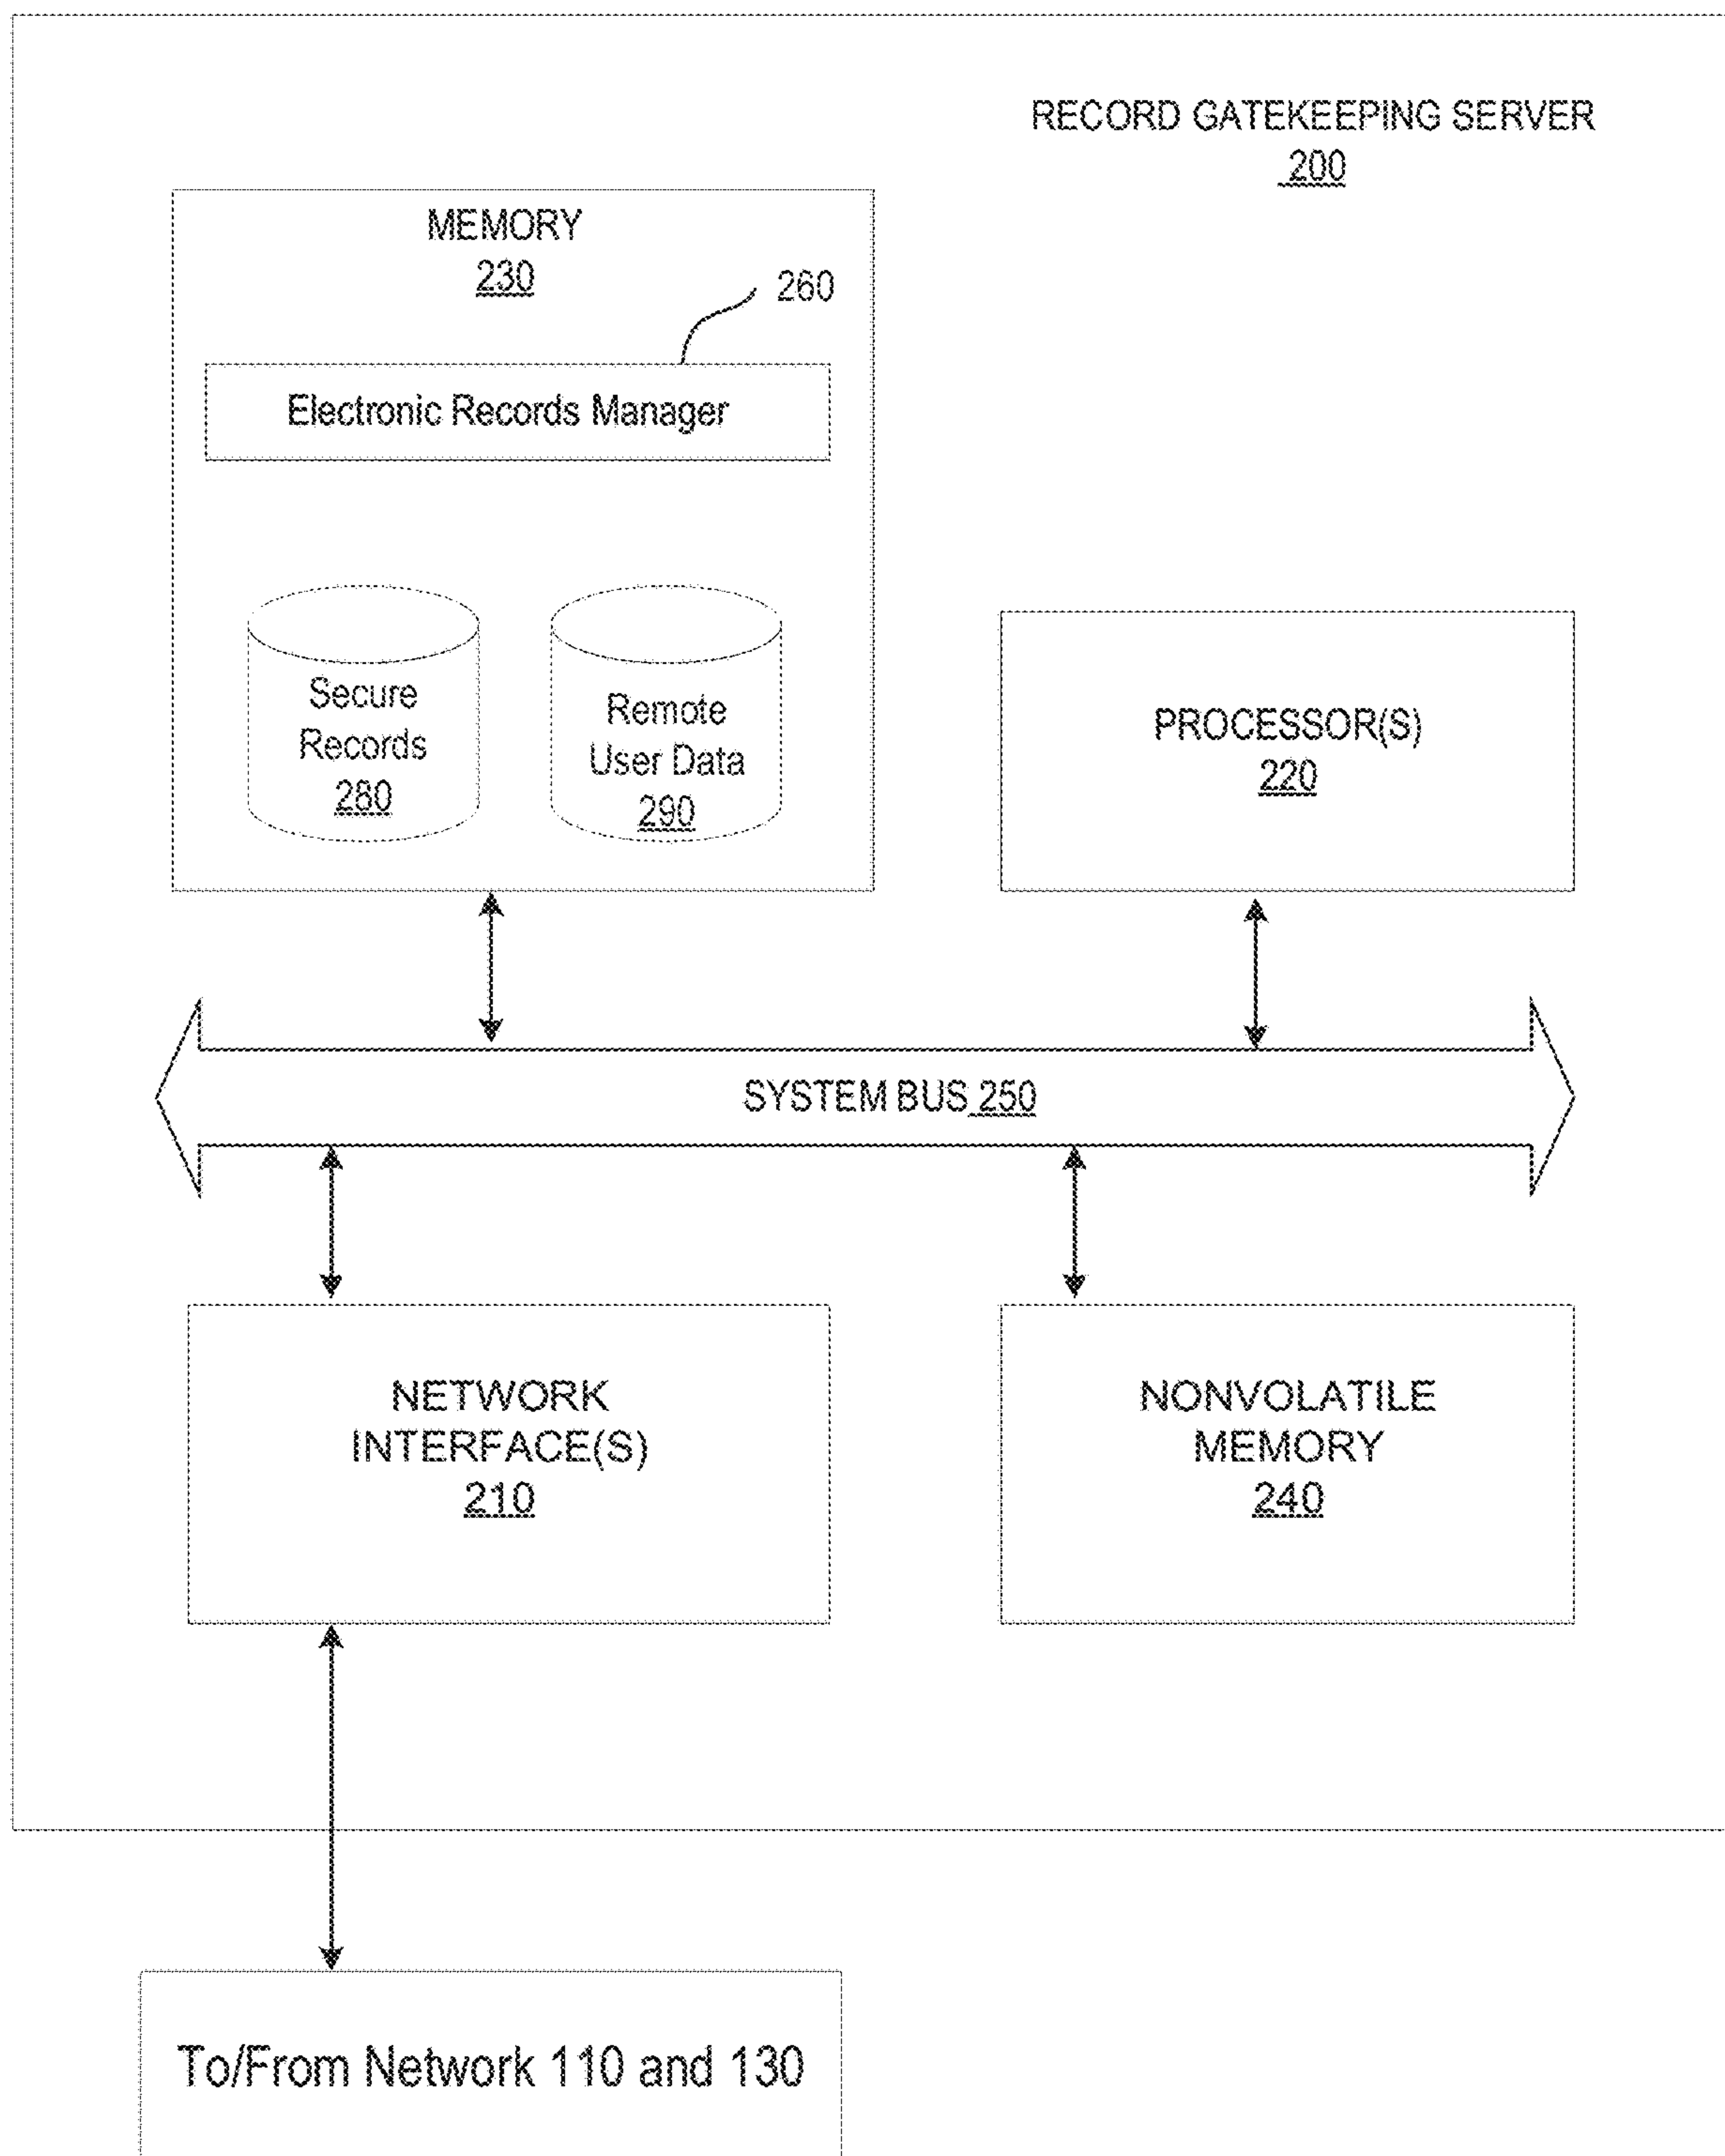 RECORD GATEKEEPING SERVER
200
MEMORY
230
260
Electronic Records Manager
Secure
Records
280
Remote
User Data
290
PROCESSOR(S)
220
SYSTEM BUS 250
NETWORK
INTERFACE(S)
210
NONVOLATILE
MEMORY
240
To/From Network 110 and 130